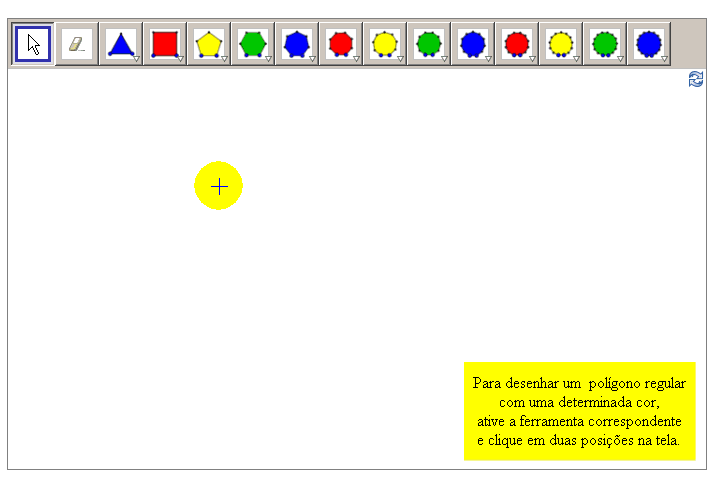 Para desenhar um polígono regular
com uma determinada cor,
ative a ferramenta correspondente
e clique em duas posições na tela.